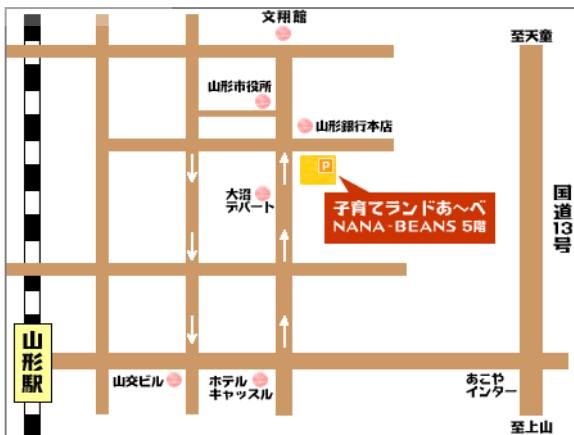 文翔館
至天童
山形市役所
山形銀行本店
P
大沼
デパート
子育てランドあ〜べ
NANA-BEANS 5階
国道13号
山形駅
山交ビル
ホテル
キャッスル
あこや
インター
至上山